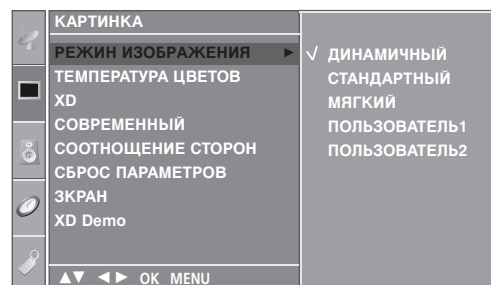 КАРТИНКА
РЕЖИН ИЗОБРАЖЕНИЯ ► √ ДИНАМИЧНЫЙ
ТЕМПЕРАТУРА ЦВЕТОВ СТАНДАРТНЫЙ
XD МЯГКИЙ
СОВРЕМЕННЫЙ ПОЛЬЗОВАТЕЛЬ1
СООТНОЩЕНИЕ СТОРОН ПОЛЬЗОВАТЕЛЬ2
СБРОС ПАРАМЕТРОВ
ЗКРАН
XD Demo
▲▼ ◄► OK MENU